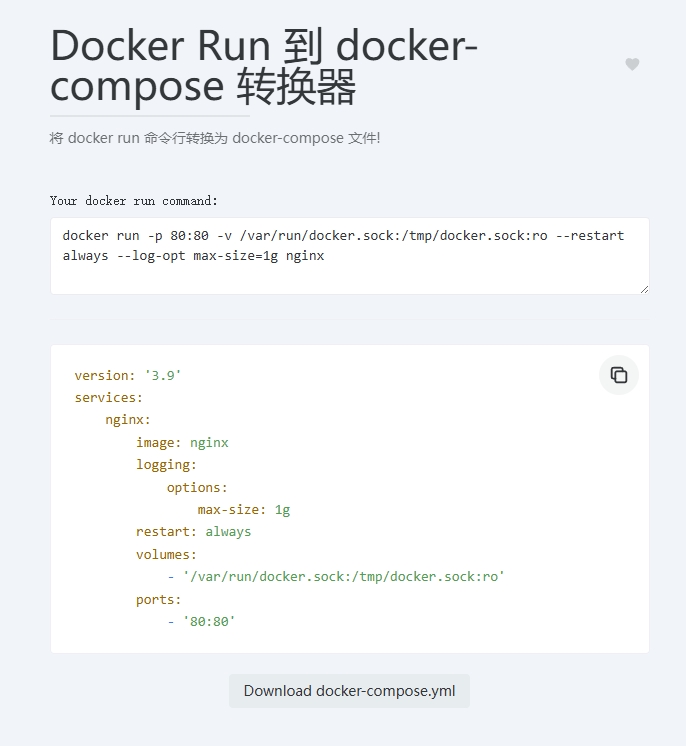 Docker Run 到 docker-
compose 转换器
将 docker run 命令行转换为 docker-compose 文件!
Your docker run command:
docker run -p 80:80 -v /var/run/docker.sock:/tmp/docker.sock:ro --restart
always --log-opt max-size=1g nginx
version: '3.9'
services:
    nginx:
        image: nginx
        logging:
            options:
                max-size: 1g
        restart: always
        volumes:
            - '/var/run/docker.sock:/tmp/docker.sock:ro'
        ports:
            - '80:80'
Download docker-compose.yml